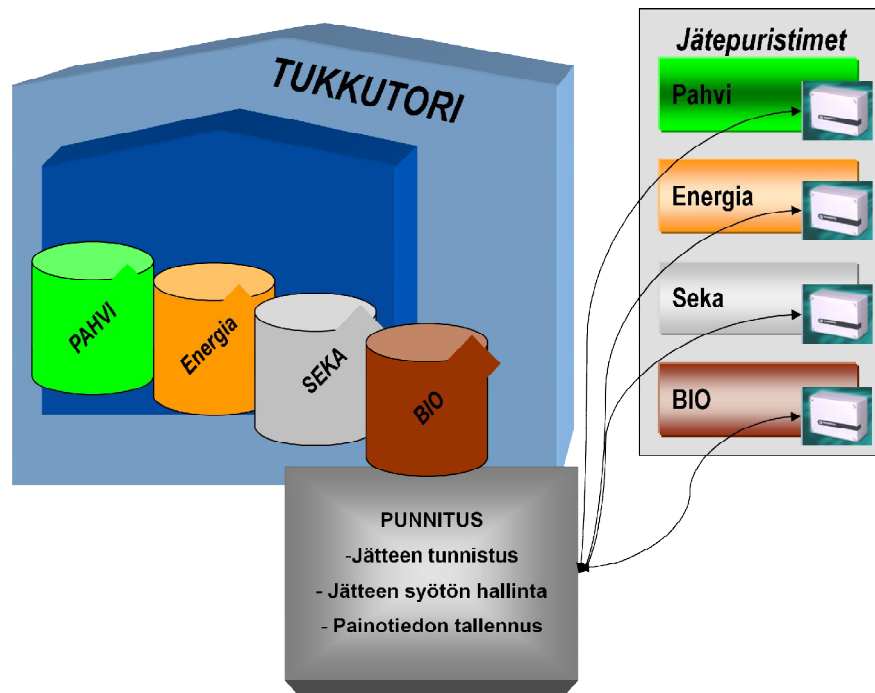 TUKKUTORI
PAHVI
Energia
SEKA
BIO
PUNNITUS
-Jätteen tunnistus
- Jätteen syötön hallinta
- Painotiedon tallennus
Jätepuristimet
Pahvi
Energia
Seka
BIO